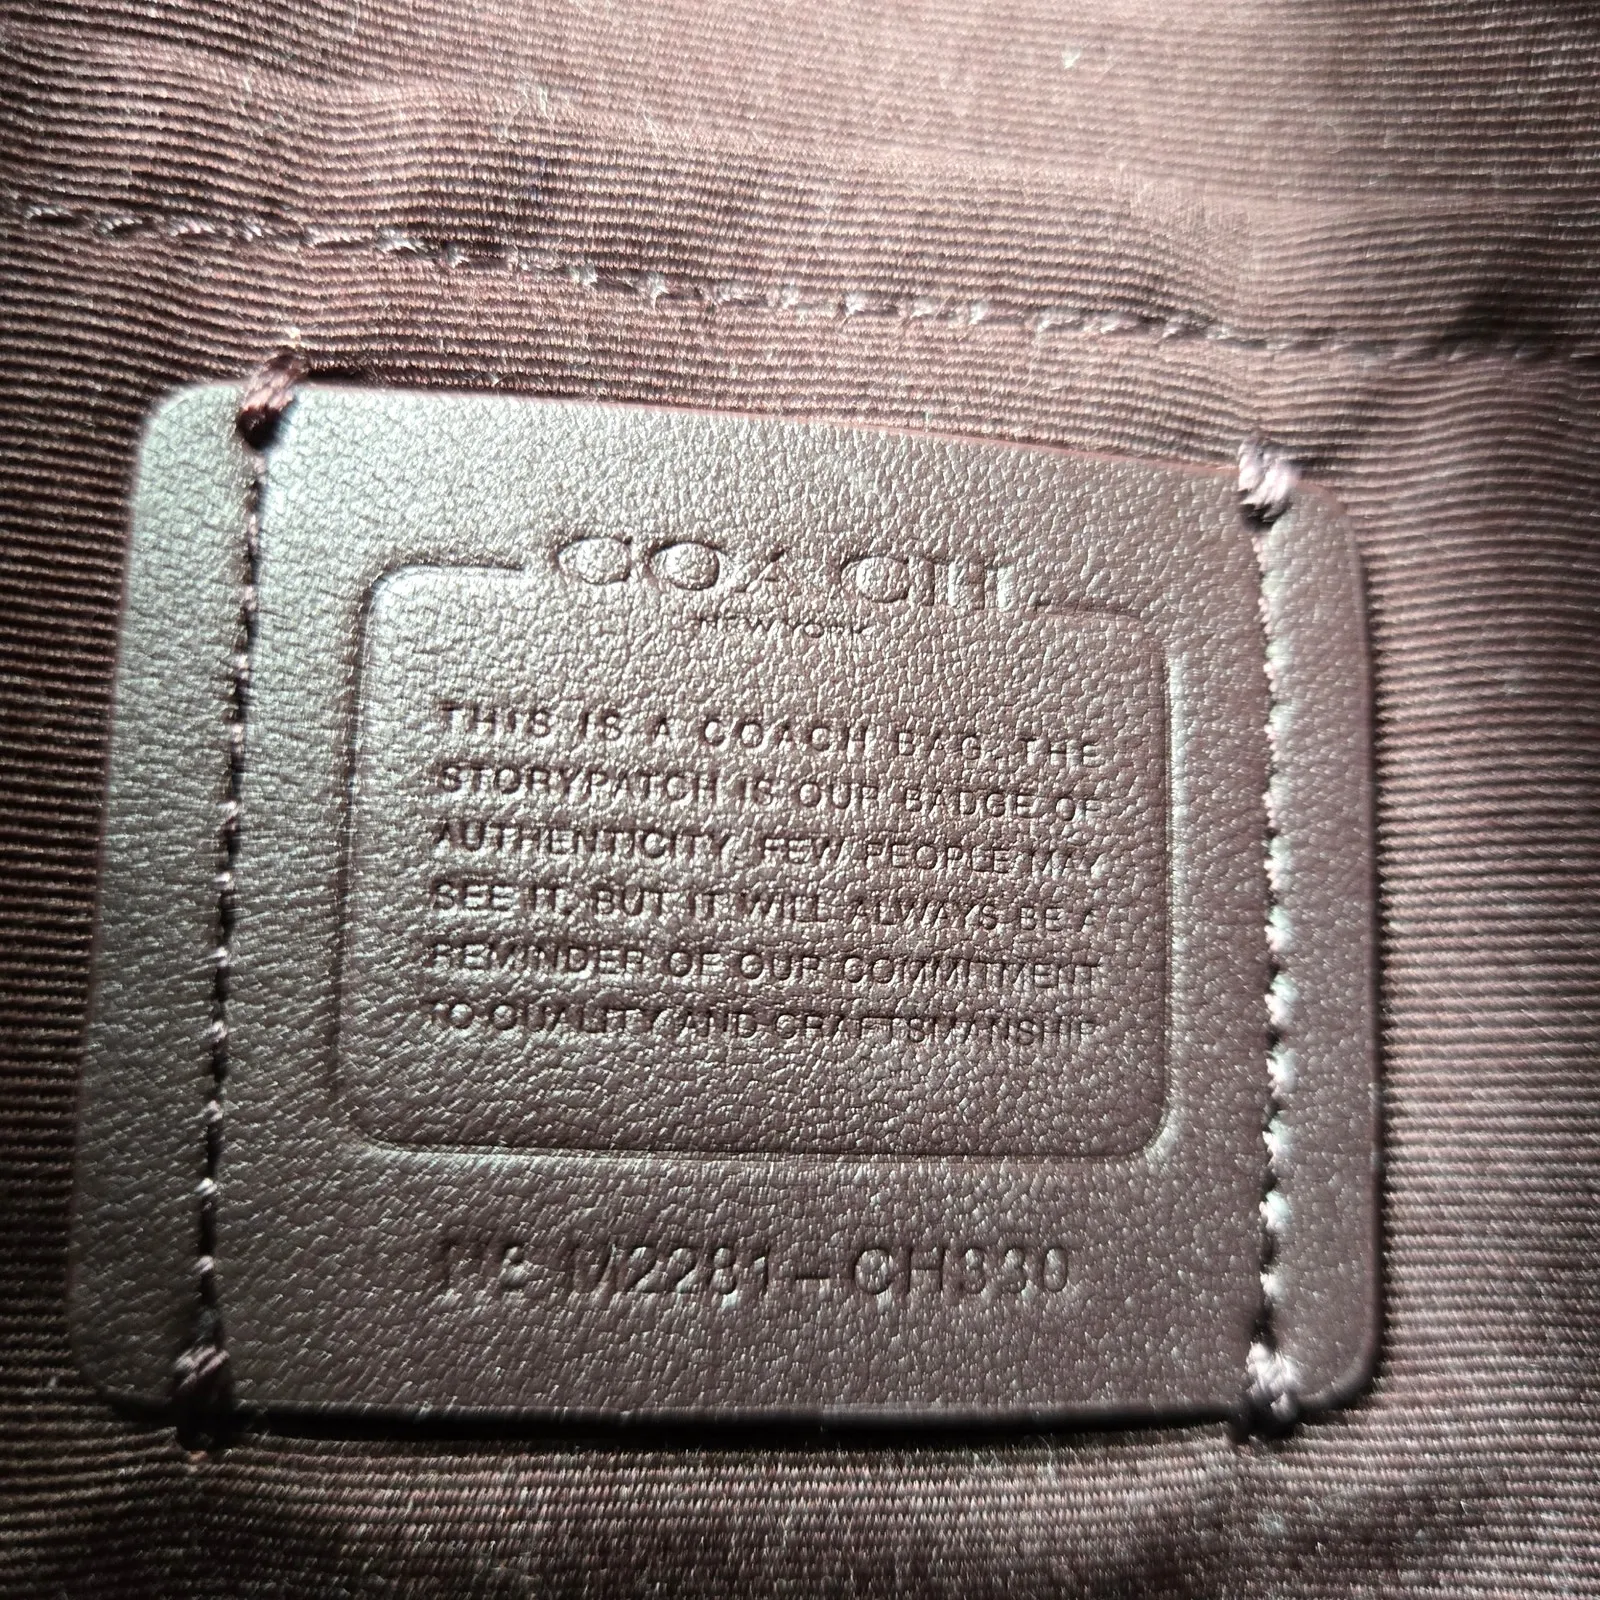 COACH
NEW YORK
THIS IS A COACH BAG. THE
STORYPATCH IS OUR BADGE OF
AUTHENTICITY. FEW PEOPLE MAY
SEE IT, BUT IT WILL ALWAYS BE A
REMINDER OF OUR COMMITMENT
TO QUALITY AND CRAFTSMANSHIP
M2281-CH330